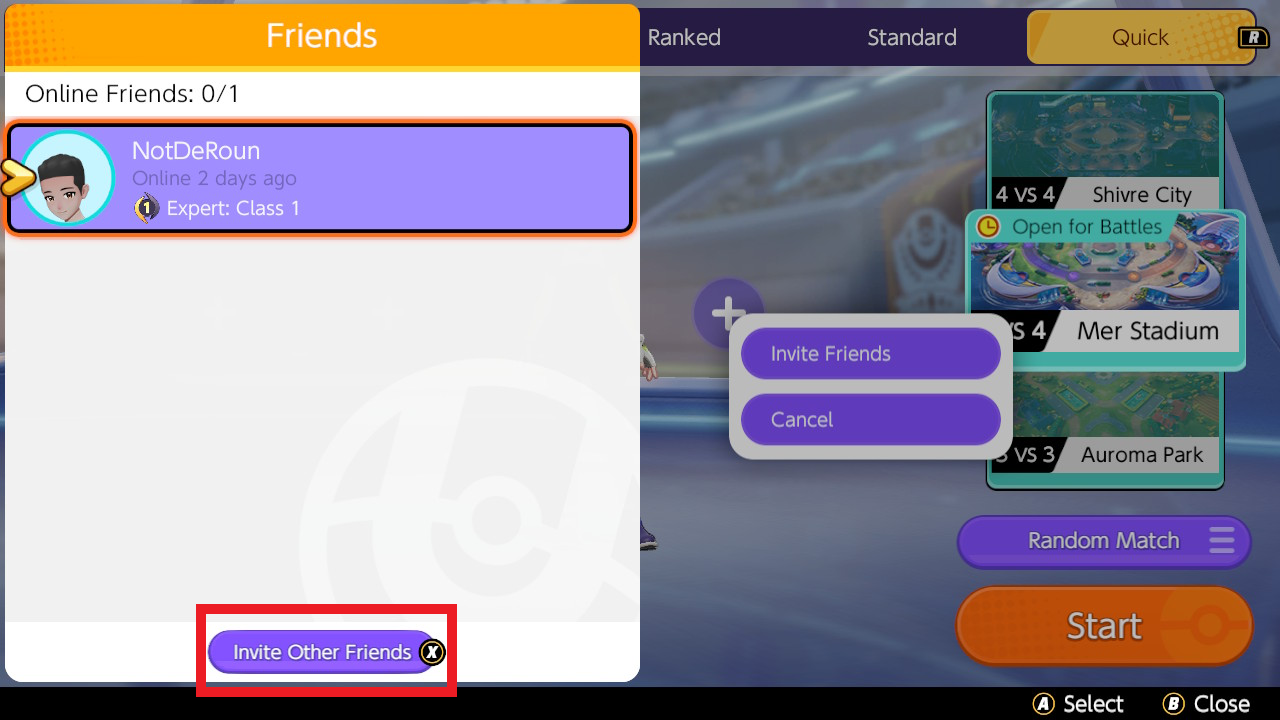 Friends
Online Friends: 0/1
NotDeRoun
Online 2 days ago
1 Expert: Class 1
Invite Other Friends X
Ranked
Standard
Quick
R
4 VS 4 Shivre City
Open for Battles
VS 4 Mer Stadium
3 VS 3 Auroma Park
Invite Friends
Cancel
Random Match
Start
A Select
B Close